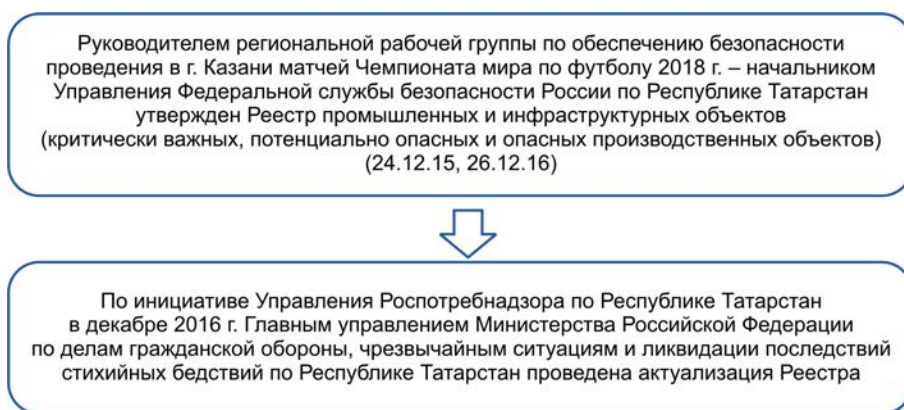 Руководителем региональной рабочей группы по обеспечению безопасности
проведения в г. Казани матчей Чемпионата мира по футболу 2018 г. – начальником
Управления Федеральной службы безопасности России по Республике Татарстан
утвержден Реестр промышленных и инфраструктурных объектов
(критически важных, потенциально опасных и опасных производственных объектов)
(24.12.15, 26.12.16)
По инициативе Управления Роспотребнадзора по Республике Татарстан
в декабре 2016 г. Главным управлением Министерства Российской Федерации
по делам гражданской обороны, чрезвычайным ситуациям и ликвидации последствий
стихийных бедствий по Республике Татарстан проведена актуализация Реестра